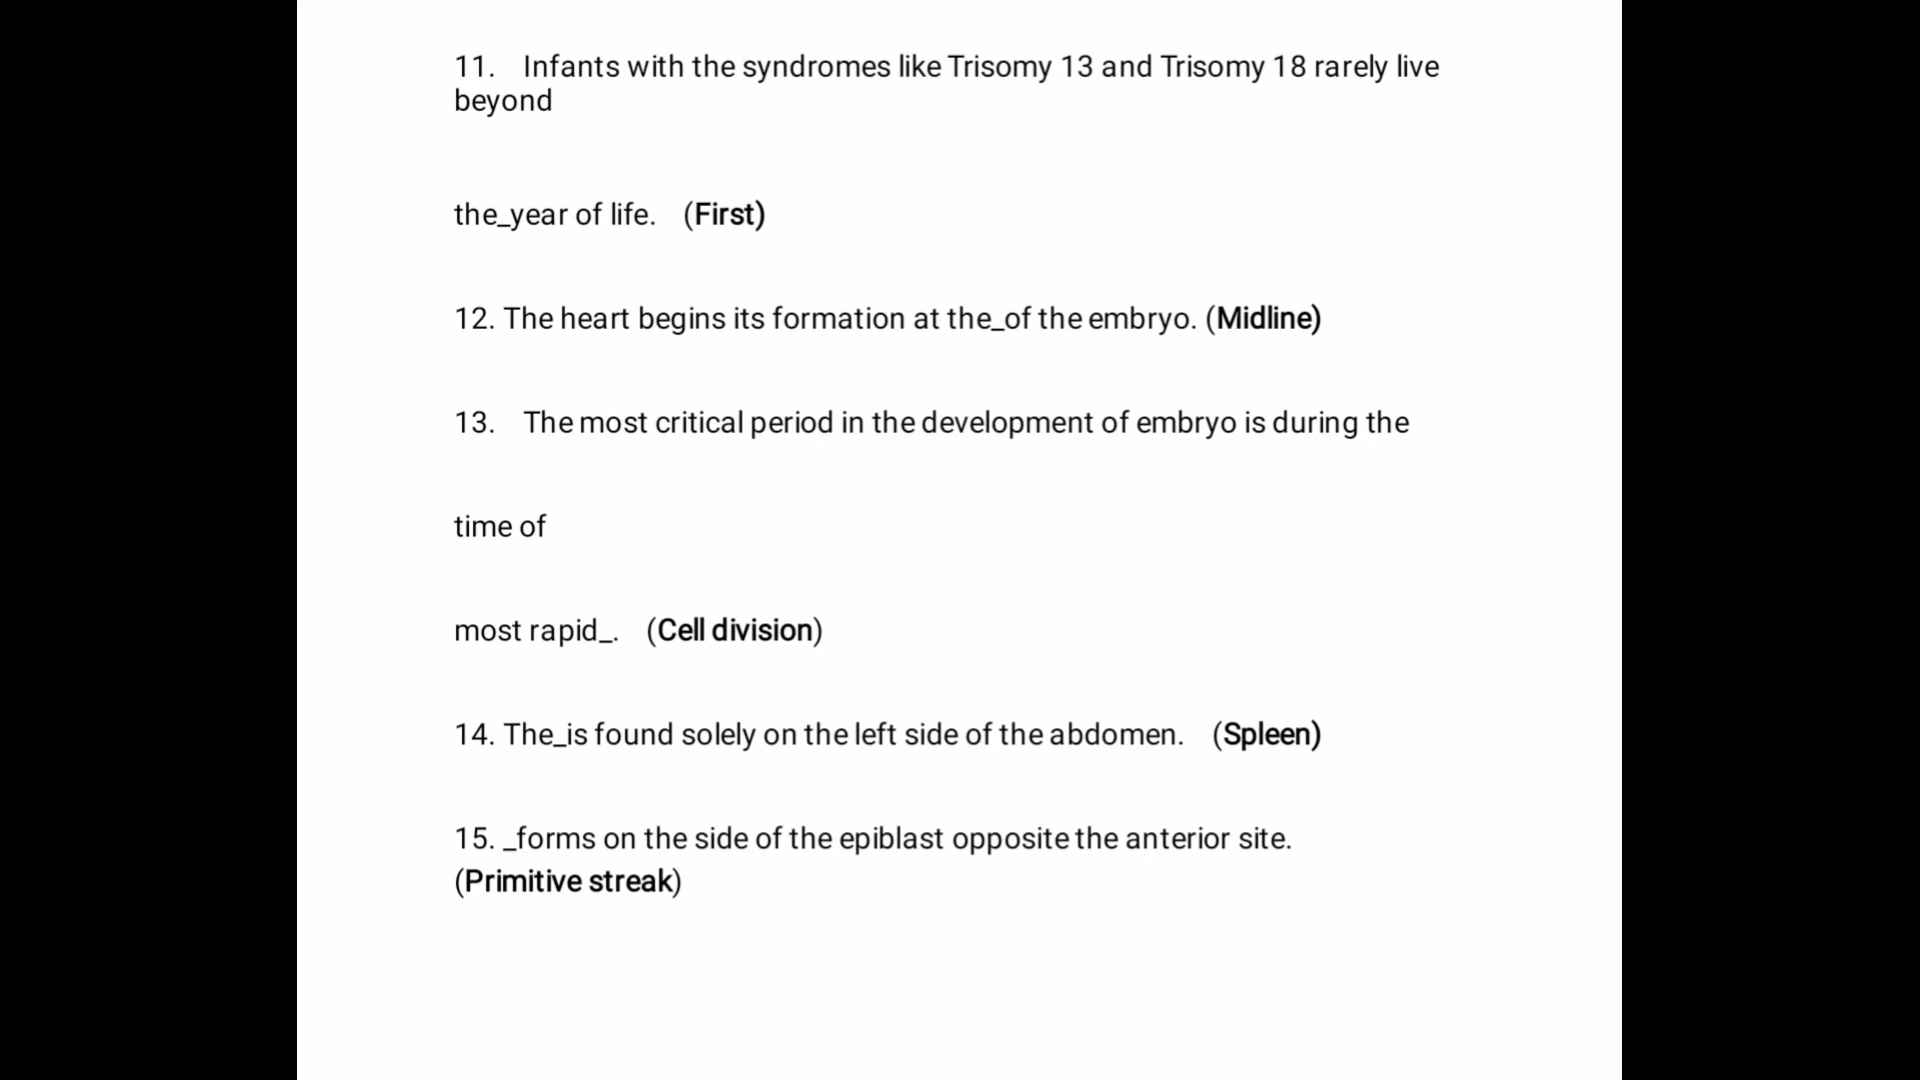 11. Infants with the syndromes like Trisomy 13 and Trisomy 18 rarely live
beyond
the_year of life. (First)
12. The heart begins its formation at the_of the embryo. (Midline)
13. The most critical period in the development of embryo is during the
time of
most rapid_. (Cell division)
14. The_is found solely on the left side of the abdomen. (Spleen)
15. _forms on the side of the epiblast opposite the anterior site.
(Primitive streak)